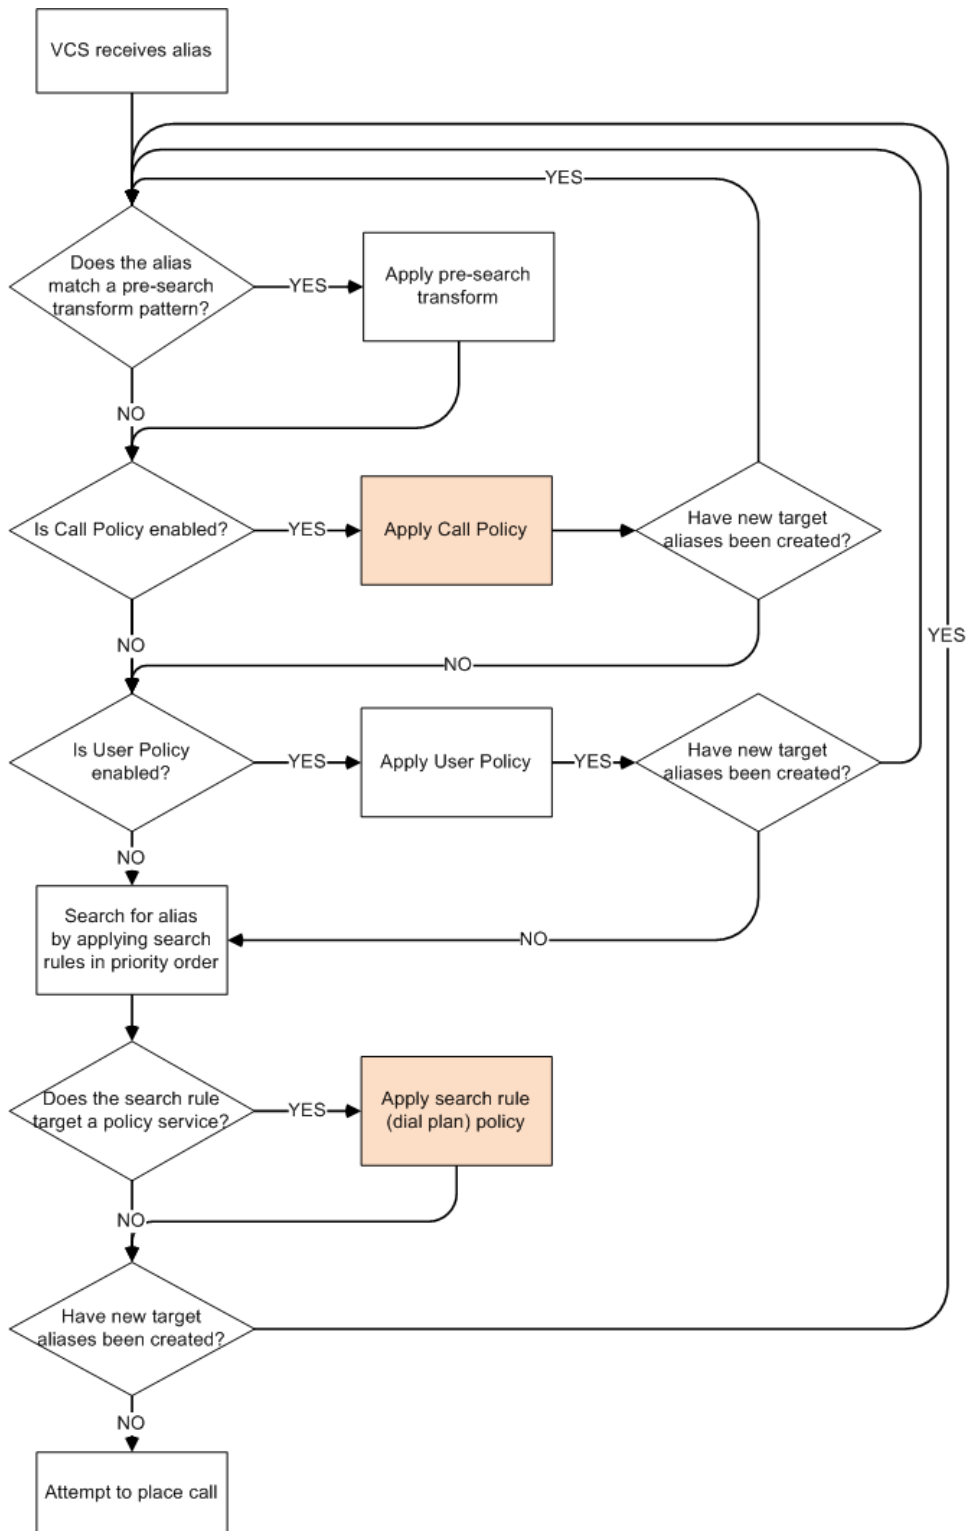 VCS receives alias
YES
Does the alias
match a pre-search
transform pattern?
YES
Apply pre-search
transform
NO
Is Call Policy enabled?
YES
Apply Call Policy
Have new target
aliases been created?
NO
YES
NO
Is User Policy
enabled?
YES
Apply User Policy
YES
Have new target
aliases been created?
NO
Search for alias
by applying search
rules in priority order
NO
Does the search rule
target a policy service?
YES
Apply search rule
(dial plan) policy
NO
Have new target
aliases been created?
NO
Attempt to place call